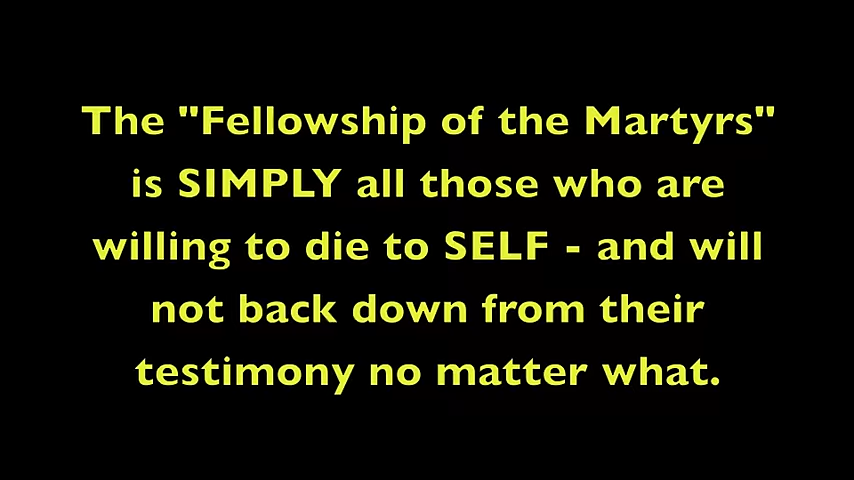 The "Fellowship of the Martyrs"
is SIMPLY all those who are
willing to die to SELF - and will
not back down from their
testimony no matter what.